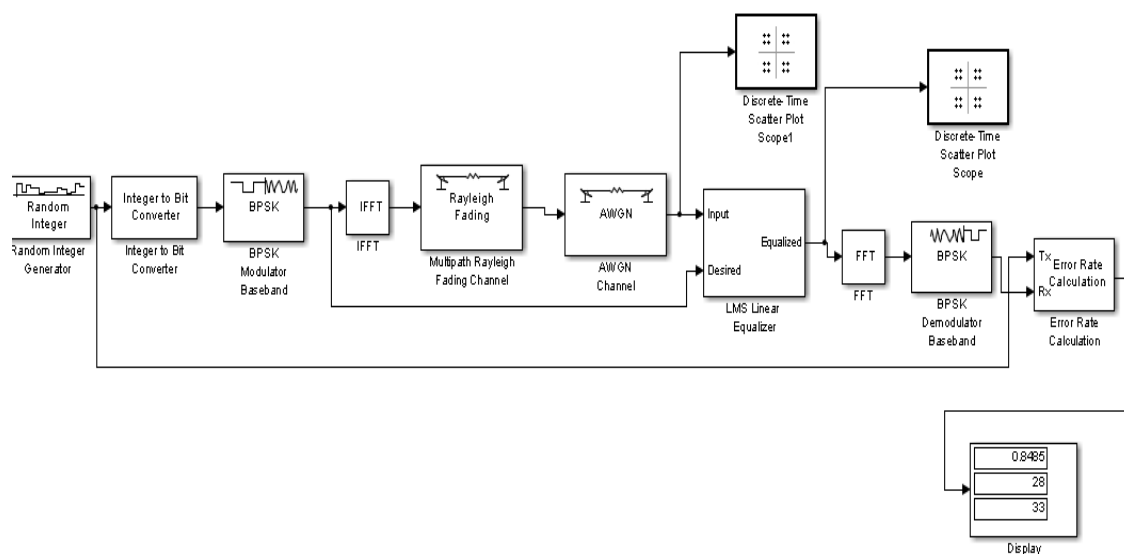 Discrete-Time
Scatter Plot
Scope1
Discrete-Time
Scatter Plot
Scope
Random
Integer
Random Integer
Generator
Integer to Bit
Converter
Integer to Bit
Converter
BPSK
BPSK
Modulator
Baseband
IFFT
IFFT
Rayleigh
Fading
Multipath Rayleigh
Fading Channel
AWGN
AWGN
Channel
Input
Desired
Equalized
LMS Linear
Equalizer
FFT
FFT
BPSK
BPSK
Demodulator
Baseband
Tx
Rx
Error Rate
Calculation
Error Rate
Calculation
0.8485
28
33
Display